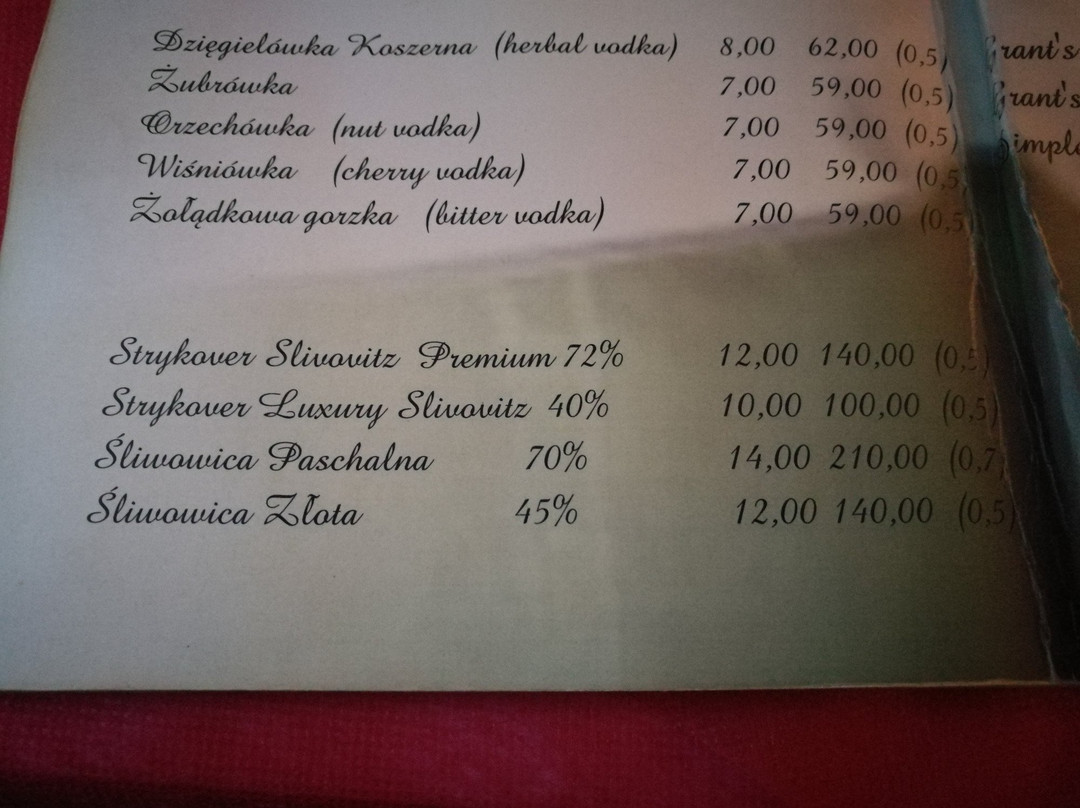 Dzięgielówka Koszerna (herbal vodka) 8,00 62,00 (0,5)
Żubrówka 7,00 59,00 (0,5)
Orzechówka (nut vodka) 7,00 59,00 (0,5)
Wiśniówka (cherry vodka) 7,00 59,00 (0,5
Żołądkowa gorzka (bitter vodka) 7,00 59,00 (0,5
Strykover Slivovitz Premium 72% 12,00 140,00 (0,5)
Strykover Luxury Slivovitz 40% 10,00 100,00 (0,5)
Śliwowica Paschalna 70% 14,00 210,00 (0,7
Śliwowica Złota 45% 12,00 140,00 (0,5)
Grant's
Grant's